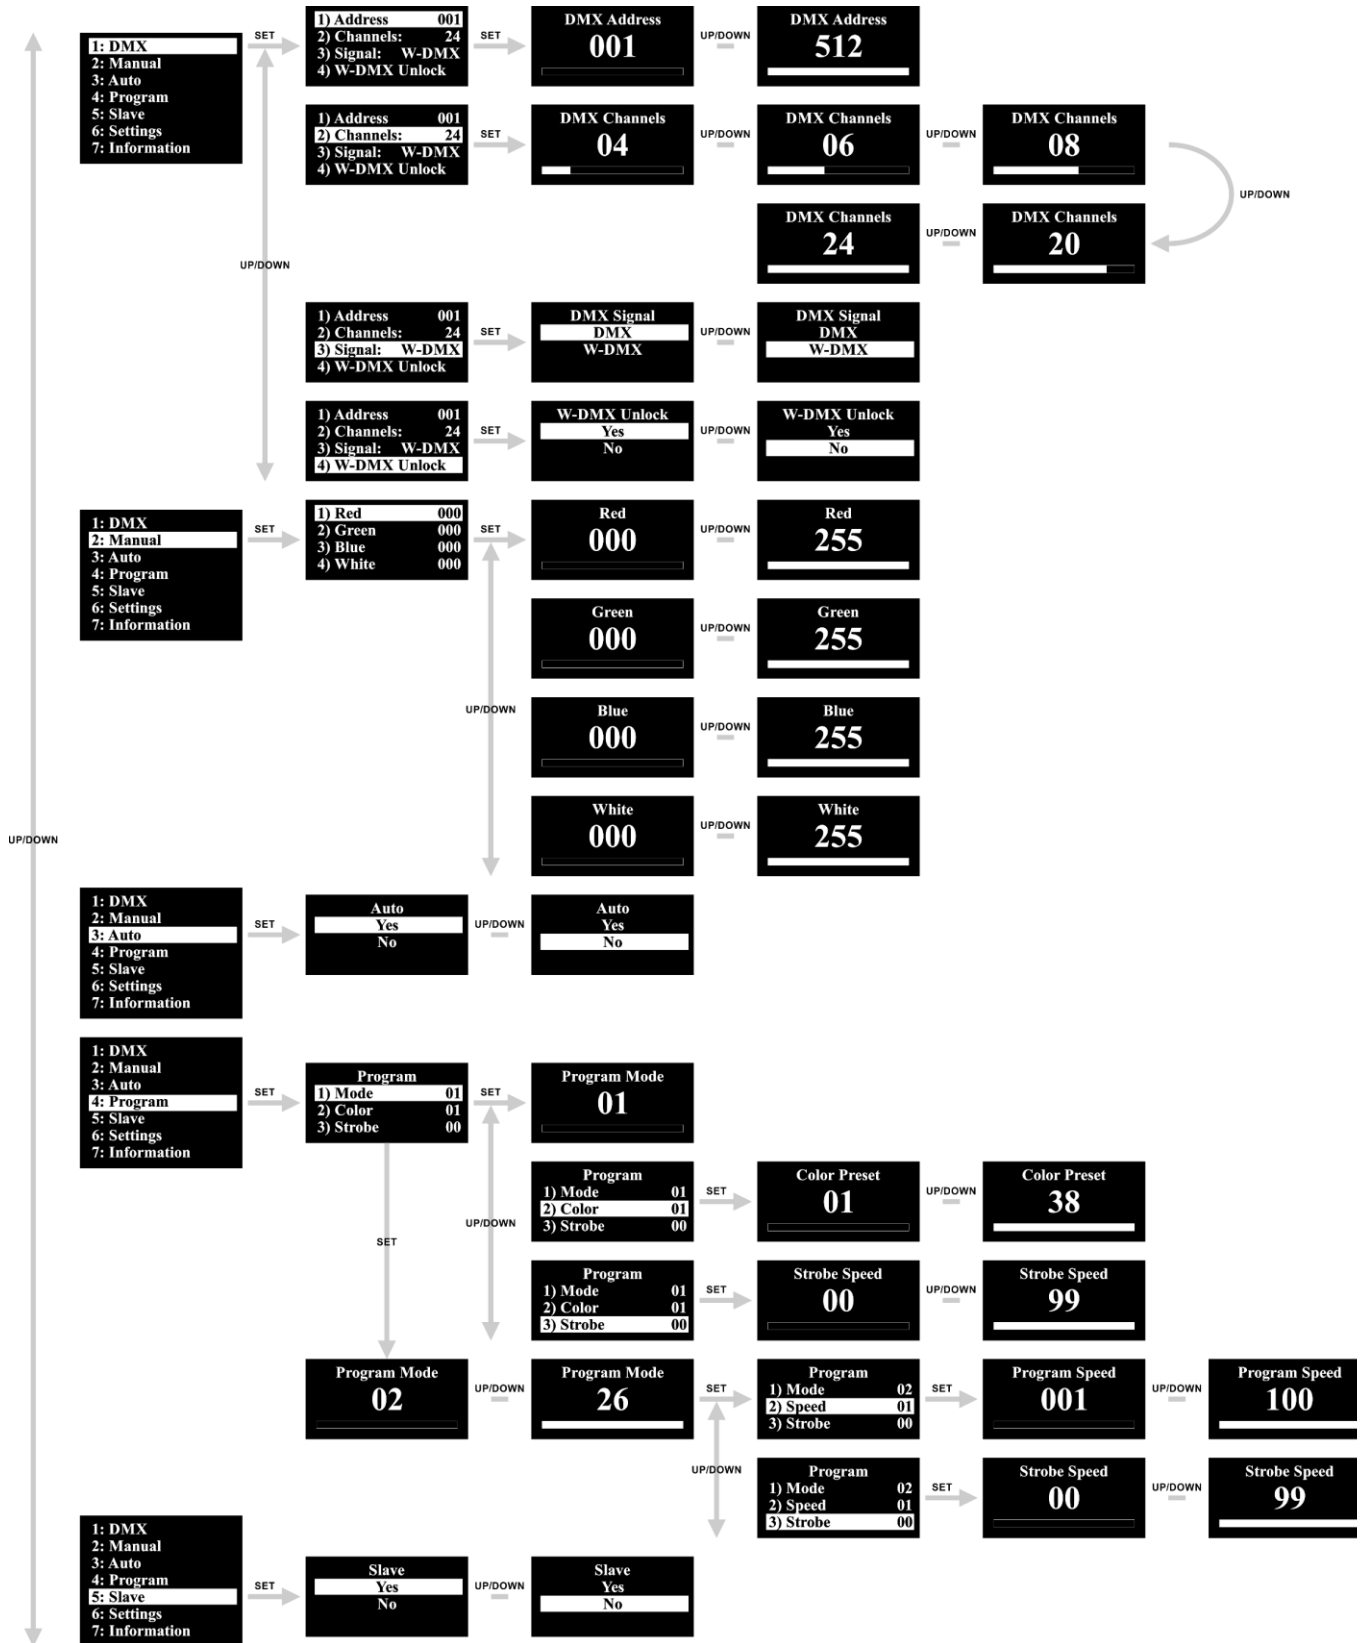 1: DMX
2: Manual
3: Auto
4: Program
5: Slave
6: Settings
7: Information
SET
1) Address 001
2) Channels: 24
3) Signal: W-DMX
4) W-DMX Unlock
SET
DMX Address
001
UP/DOWN
DMX Address
512
1) Address 001
2) Channels: 24
3) Signal: W-DMX
4) W-DMX Unlock
SET
DMX Channels
04
UP/DOWN
DMX Channels
06
UP/DOWN
DMX Channels
08
UP/DOWN
DMX Channels
24
UP/DOWN
DMX Channels
20
UP/DOWN
1) Address 001
2) Channels: 24
3) Signal: W-DMX
4) W-DMX Unlock
SET
DMX Signal
DMX
W-DMX
UP/DOWN
DMX Signal
DMX
W-DMX
1) Address 001
2) Channels: 24
3) Signal: W-DMX
4) W-DMX Unlock
SET
W-DMX Unlock
Yes
No
UP/DOWN
W-DMX Unlock
Yes
No
1: DMX
2: Manual
3: Auto
4: Program
5: Slave
6: Settings
7: Information
SET
1) Red 000
2) Green 000
3) Blue 000
4) White 000
SET
Red
000
UP/DOWN
Red
255
Green
000
UP/DOWN
Green
255
UP/DOWN
Blue
000
UP/DOWN
Blue
255
White
000
UP/DOWN
White
255
UP/DOWN
1: DMX
2: Manual
3: Auto
4: Program
5: Slave
6: Settings
7: Information
SET
Auto
Yes
No
UP/DOWN
Auto
Yes
No
1: DMX
2: Manual
3: Auto
4: Program
5: Slave
6: Settings
7: Information
SET
Program
1) Mode 01
2) Color 01
3) Strobe 00
SET
Program Mode
01
UP/DOWN
Program
1) Mode 01
2) Color 01
3) Strobe 00
SET
Color Preset
01
UP/DOWN
Color Preset
38
SET
Program
1) Mode 01
2) Color 01
3) Strobe 00
SET
Strobe Speed
00
UP/DOWN
Strobe Speed
99
Program Mode
02
UP/DOWN
Program Mode
26
SET
Program
1) Mode 02
2) Speed 01
3) Strobe 00
SET
Program Speed
001
UP/DOWN
Program Speed
100
UP/DOWN
Program
1) Mode 02
2) Speed 01
3) Strobe 00
SET
Strobe Speed
00
UP/DOWN
Strobe Speed
99
1: DMX
2: Manual
3: Auto
4: Program
5: Slave
6: Settings
7: Information
SET
Slave
Yes
No
UP/DOWN
Slave
Yes
No